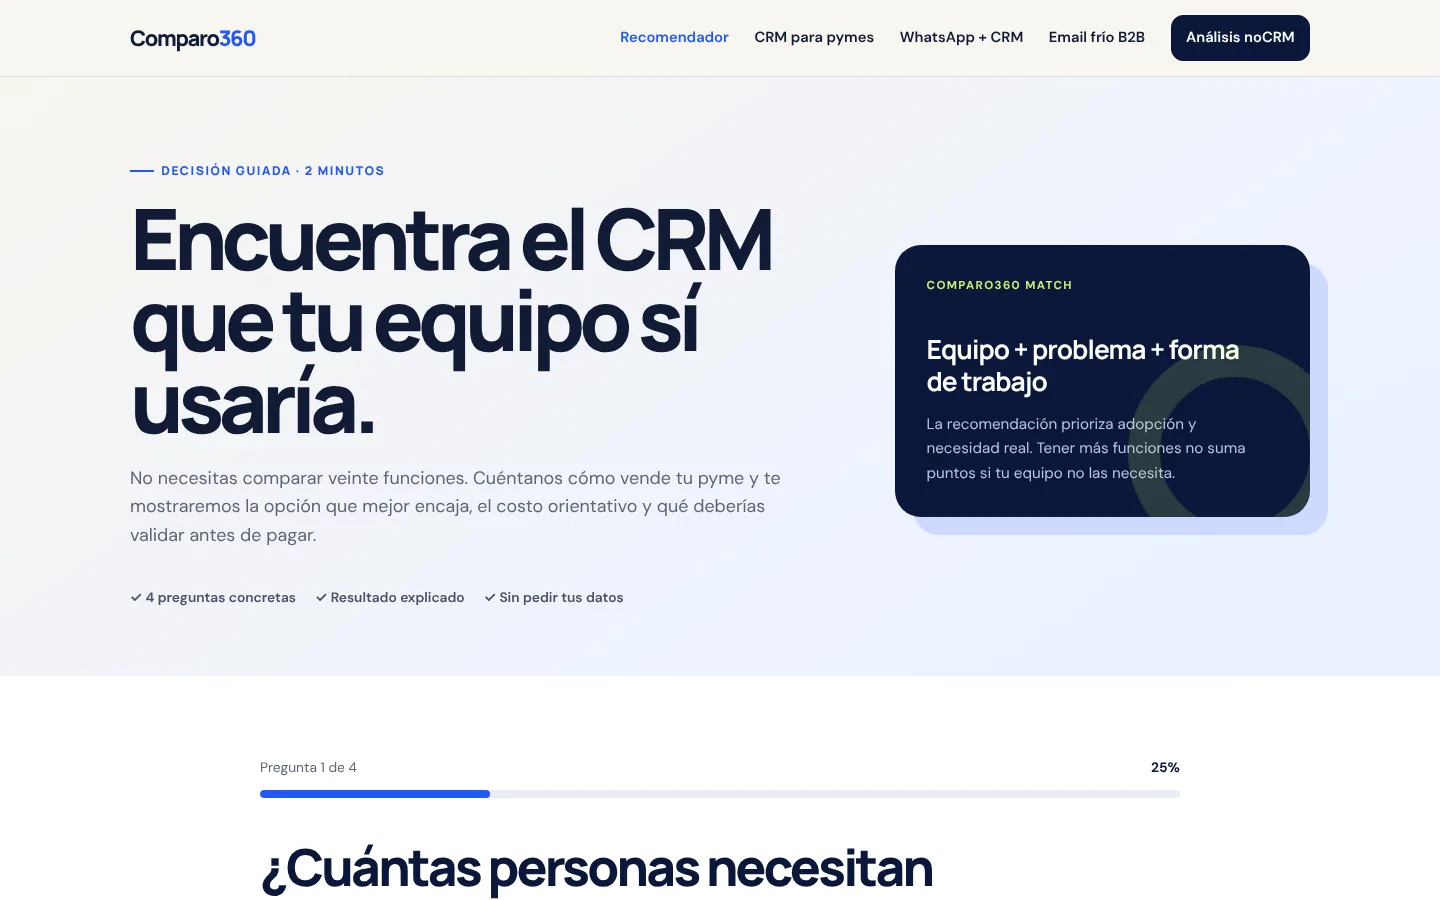 Comparo360
Recomendador
CRM para pymes
WhatsApp + CRM
Email frío B2B
Análisis noCRM
DECISIÓN GUIADA · 2 MINUTOS
Encuentra el CRM
que tu equipo sí
usaría.
No necesitas comparar veinte funciones. Cuéntanos cómo vende tu pyme y te
mostraremos la opción que mejor encaja, el costo orientativo y qué deberías
validar antes de pagar.
✓ 4 preguntas concretas
✓ Resultado explicado
✓ Sin pedir tus datos
COMPARO360 MATCH
Equipo + problema + forma
de trabajo
La recomendación prioriza adopción y
necesidad real. Tener más funciones no suma
puntos si tu equipo no las necesita.
Pregunta 1 de 4
25%
¿Cuántas personas necesitan